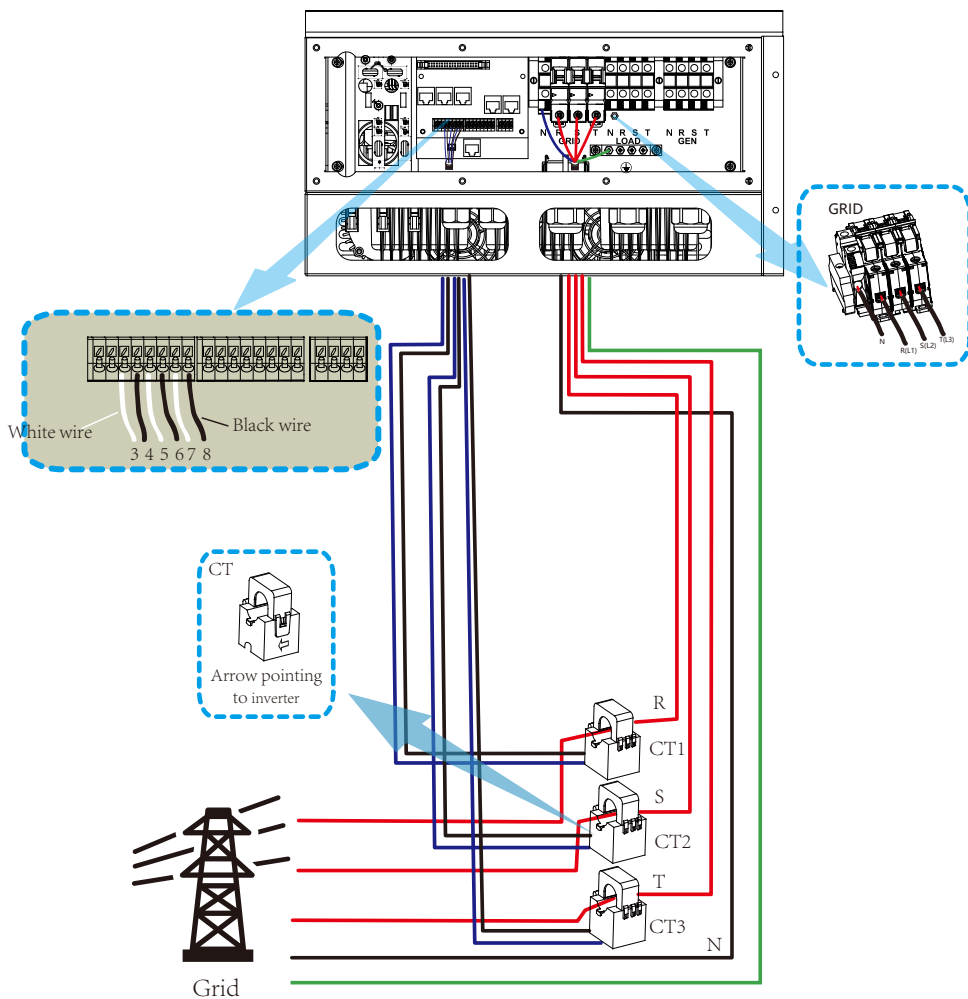 N R S T N R S T N R S T
GRID LOAD GEN
GRID
N
R(L1)
S(L2)
T(L3)
White wire
Black wire
3 4 5 6 7 8
CT
Arrow pointing
to inverter
R
CT1
S
CT2
T
CT3
N
Grid